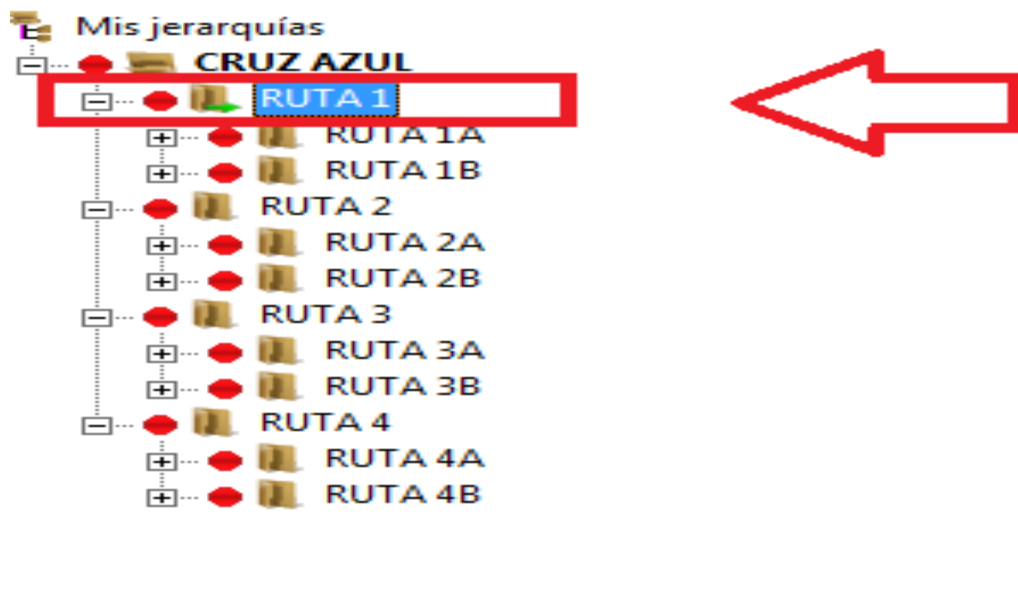 Mis jerarquías
CRUZ AZUL
RUTA 1
RUTA 1A
RUTA 1B
RUTA 2
RUTA 2A
RUTA 2B
RUTA 3
RUTA 3A
RUTA 3B
RUTA 4
RUTA 4A
RUTA 4B